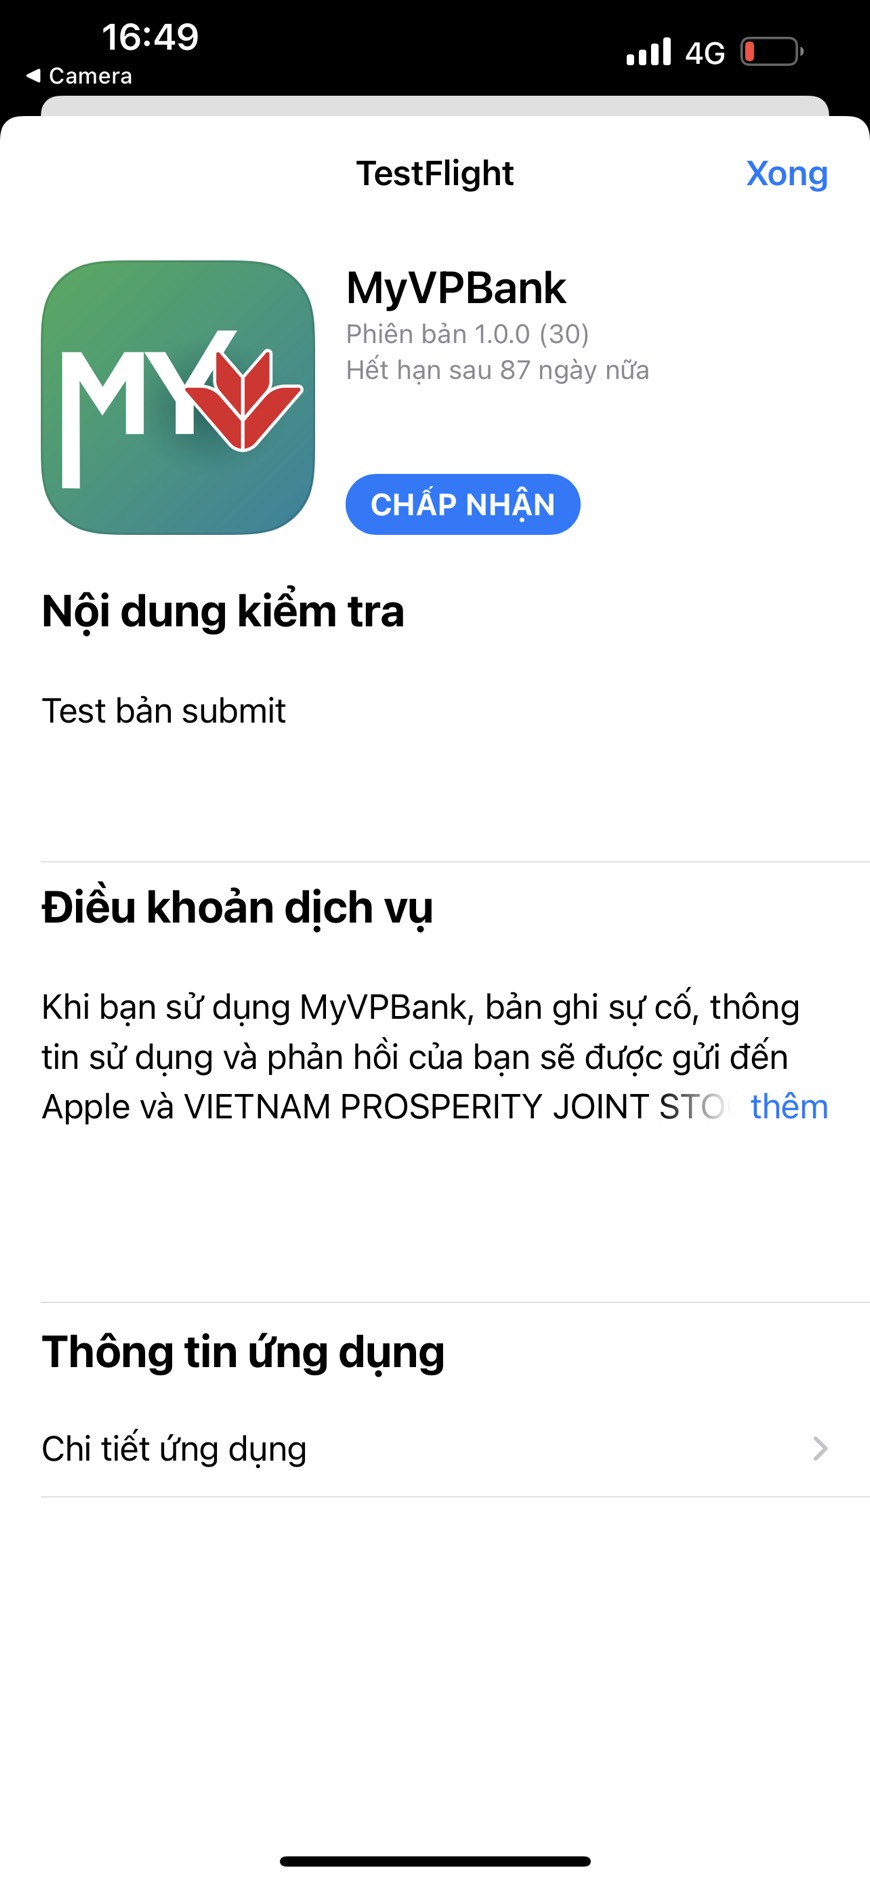 16:49
4G
◀ Camera
TestFlight
Xong
MY
MyVPBank
Phiên bản 1.0.0 (30)
Hết hạn sau 87 ngày nữa
CHẤP NHẬN
Nội dung kiểm tra
Test bản submit
Điều khoản dịch vụ
Khi bạn sử dụng MyVPBank, bản ghi sự cố, thông
tin sử dụng và phản hồi của bạn sẽ được gửi đến
Apple và VIETNAM PROSPERITY JOINT STO thêm
Thông tin ứng dụng
Chi tiết ứng dụng